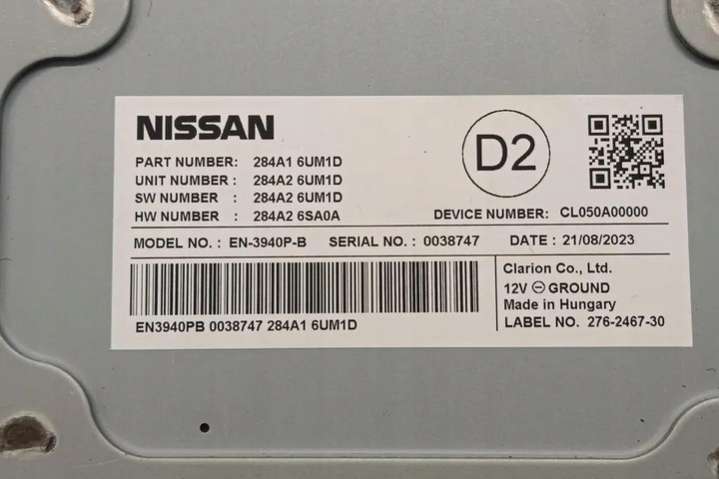 NISSAN
D2
PART NUMBER: 284A1 6UM1D
UNIT NUMBER : 284A2 6UM1D
SW NUMBER : 284A2 6UM1D
HW NUMBER : 284A2 6SA0A
DEVICE NUMBER: CL050A00000
MODEL NO. : EN-3940P-B SERIAL NO. : 0038747 DATE : 21/08/2023
Clarion Co., Ltd.
12V ⊖ GROUND
Made in Hungary
EN3940PB 0038747 284A1 6UM1D
LABEL NO. 276-2467-30